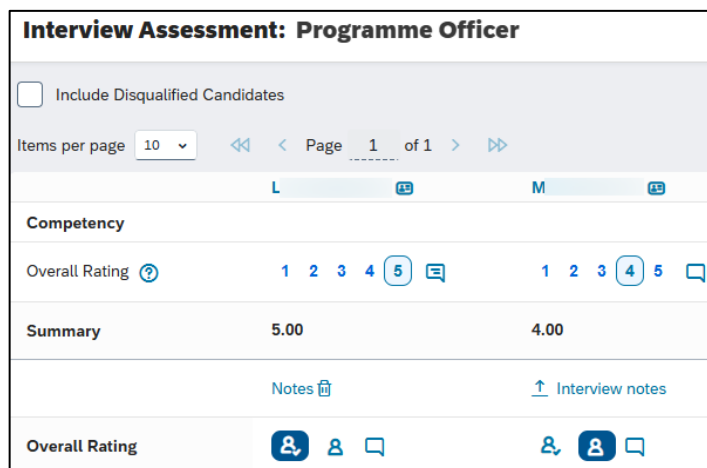 Interview Assessment: Programme Officer
Include Disqualified Candidates
Items per page 10 Page 1 of 1
L M
Competency
Overall Rating ? 1 2 3 4 5 1 2 3 4 5
Summary 5.00 4.00
Notes Interview notes
Overall Rating